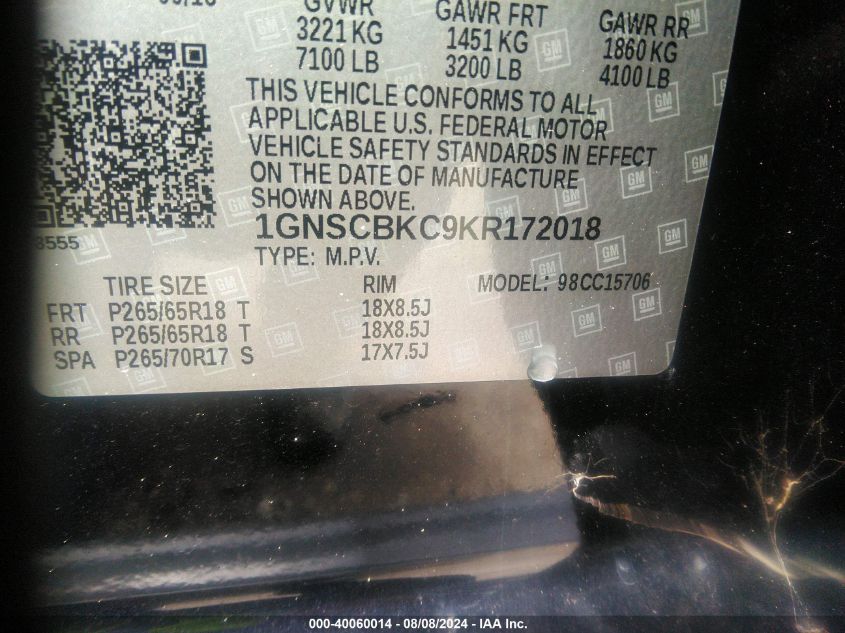 GVWR GAWR FRT GAWR RR
3221 KG 1451 KG 1860 KG
7100 LB 3200 LB 4100 LB
THIS VEHICLE CONFORMS TO ALL
APPLICABLE U.S. FEDERAL MOTOR
VEHICLE SAFETY STANDARDS IN EFFECT
ON THE DATE OF MANUFACTURE
SHOWN ABOVE.
8555
1GNSCBKC9KR172018
TYPE: M.P.V.
TIRE SIZE RIM MODEL: 98CC15706
FRT P265/65R18 T 18X8.5J
RR P265/65R18 T 18X8.5J
SPA P265/70R17 S 17X7.5J
GM
000-40060014 - 08/08/2024 - IAA Inc.